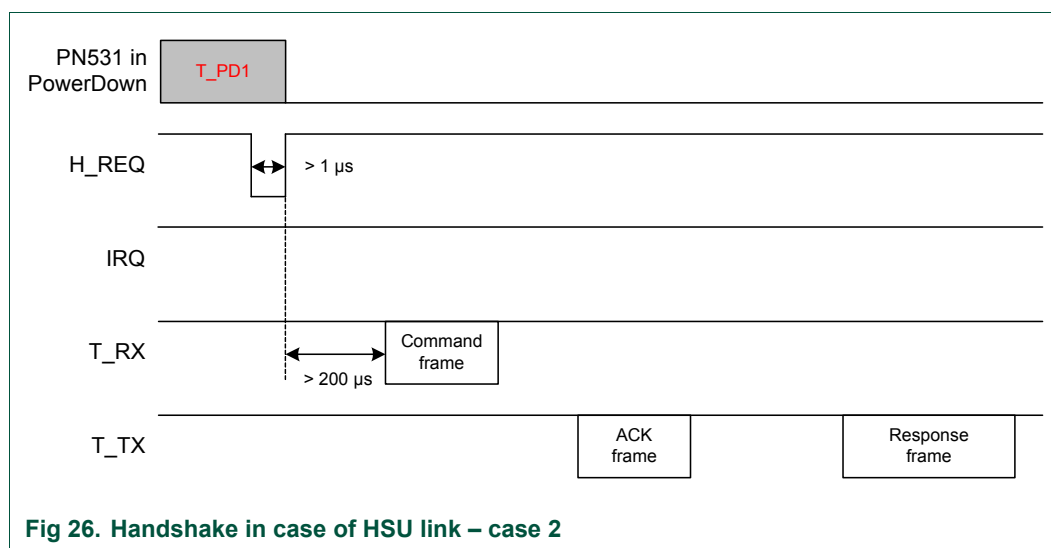 PN531 in
PowerDown
T_PD1
H_REQ
> 1 µs
IRQ
T_RX
Command
frame
> 200 µs
T_TX
ACK
frame
Response
frame
Fig 26. Handshake in case of HSU link – case 2